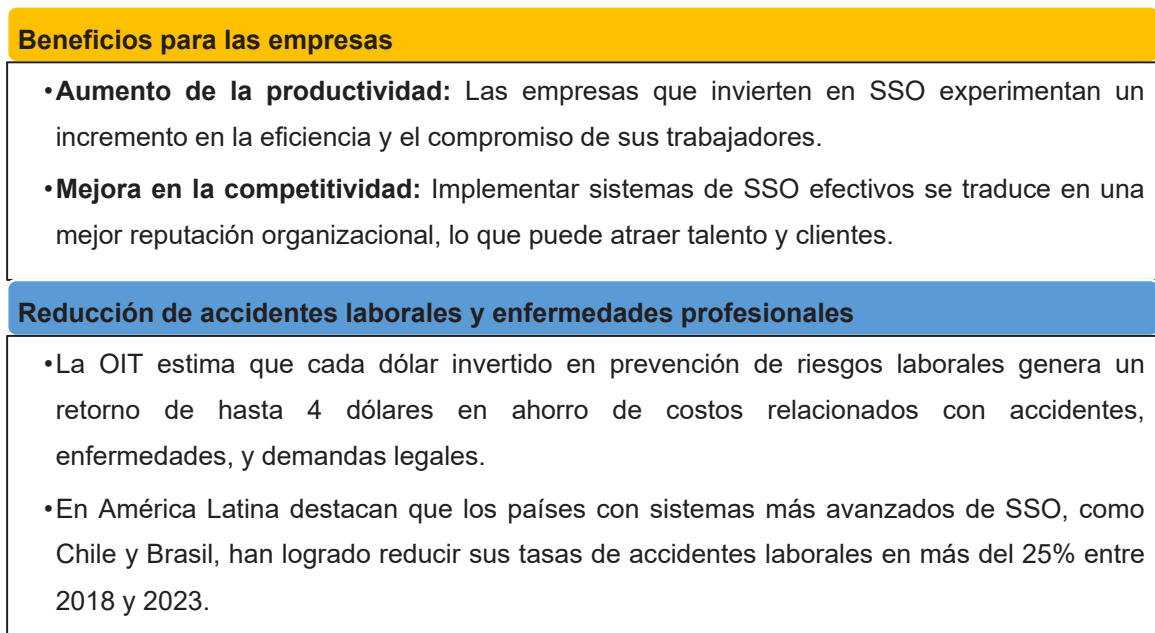 Beneficios para las empresas
•Aumento de la productividad: Las empresas que invierten en SSO experimentan un
incremento en la eficiencia y el compromiso de sus trabajadores.
•Mejora en la competitividad: Implementar sistemas de SSO efectivos se traduce en una
mejor reputación organizacional, lo que puede atraer talento y clientes.
Reducción de accidentes laborales y enfermedades profesionales
•La OIT estima que cada dólar invertido en prevención de riesgos laborales genera un
retorno de hasta 4 dólares en ahorro de costos relacionados con accidentes,
enfermedades, y demandas legales.
•En América Latina destacan que los países con sistemas más avanzados de SSO, como
Chile y Brasil, han logrado reducir sus tasas de accidentes laborales en más del 25% entre
2018 y 2023.